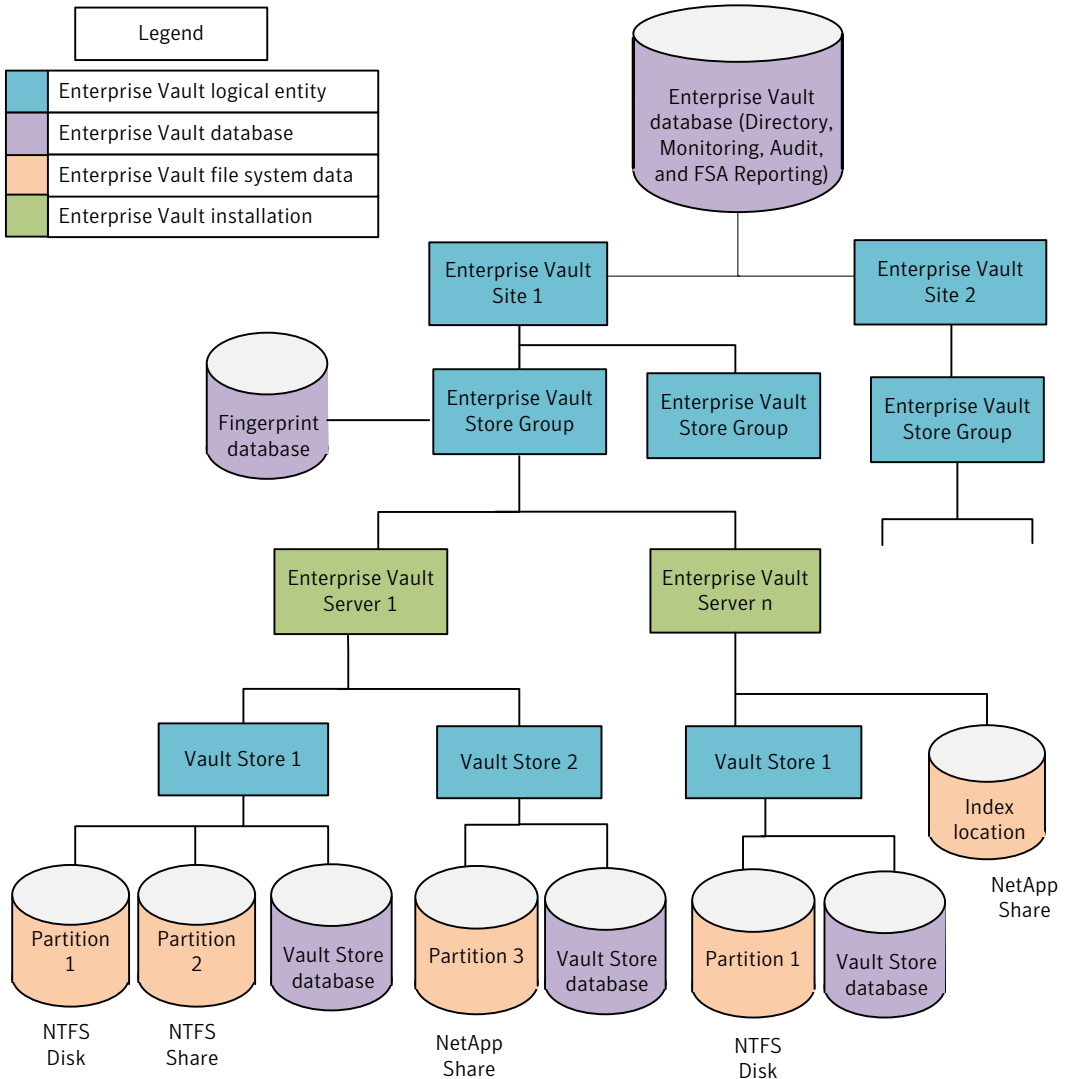 Legend
Enterprise Vault logical entity
Enterprise Vault database
Enterprise Vault file system data
Enterprise Vault installation
Enterprise Vault
database (Directory,
Monitoring, Audit,
and FSA Reporting)
Enterprise Vault
Site 1
Enterprise Vault
Site 2
Fingerprint
database
Enterprise Vault
Store Group
Enterprise Vault
Store Group
Enterprise Vault
Store Group
Enterprise Vault
Server 1
Enterprise Vault
Server n
Vault Store 1
Vault Store 2
Vault Store 1
Index
location
NetApp
Share
Partition
1
Partition
2
Vault Store
database
Partition 3
Vault Store
database
Partition 1
Vault Store
database
NTFS
Disk
NTFS
Share
NetApp
Share
NTFS
Disk